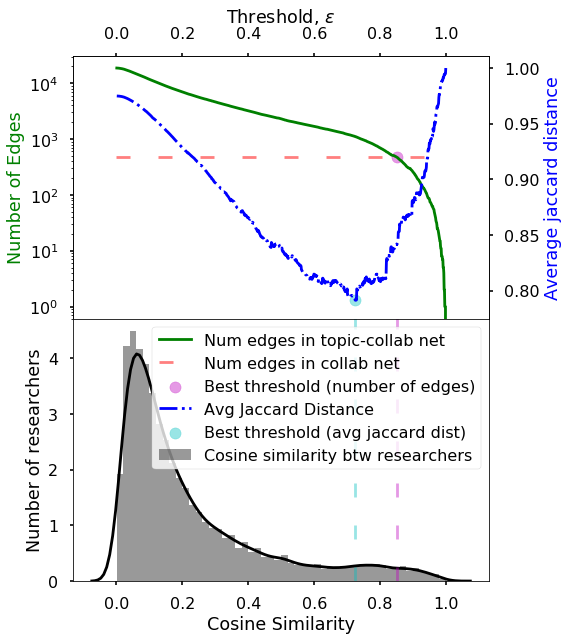 Threshold, ε
0.0 0.2 0.4 0.6 0.8 1.0
Number of Edges
10⁴
10³
10²
10¹
10⁰
1.00
0.95
0.90
0.85
0.80
Average jaccard distance
Num edges in topic-collab net
Num edges in collab net
Best threshold (number of edges)
Avg Jaccard Distance
Best threshold (avg jaccard dist)
Cosine similarity btw researchers
Number of researchers
4
3
2
1
0
0.0 0.2 0.4 0.6 0.8 1.0
Cosine Similarity